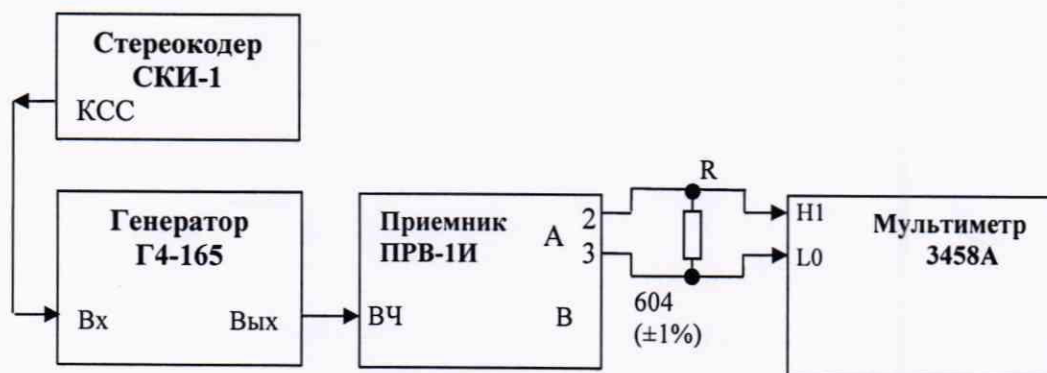 Стереокодер
СКИ-1
КСС
Генератор
Г4-165
Вх
Вых
Приемник
ПРВ-1И
А
2
3
ВЧ
В
R
604
(±1%)
H1
L0
Мультиметр
3458А